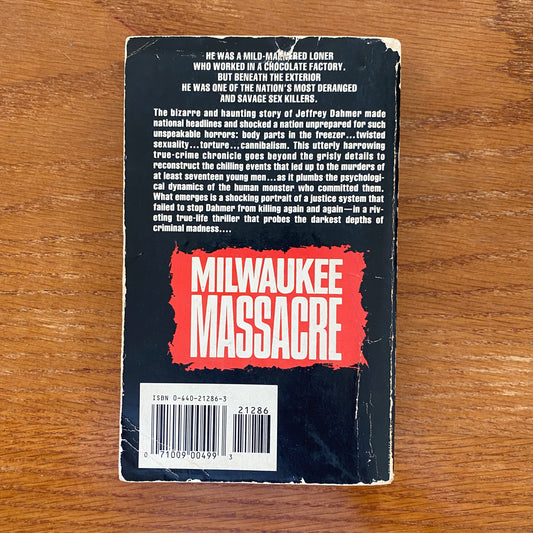 HE WAS A MILD-MANNERED LONER
WHO WORKED IN A CHOCOLATE FACTORY.
BUT BENEATH THE EXTERIOR
HE WAS ONE OF THE NATION'S MOST DERANGED
AND SAVAGE SEX KILLERS.
The bizarre and haunting story of Jeffrey Dahmer made
national headlines and shocked a nation unprepared for such
unspeakable horrors: body parts in the freezer...twisted
sexuality...torture...cannibalism. This utterly harrowing
true-crime chronicle goes beyond the grisly details to
reconstruct the chilling events that led up to the murders of
at least seventeen young men...as it plumbs the psychologi-
cal dynamics of the human monster who committed them.
What emerges is a shocking portrait of a justice system that
failed to stop Dahmer from killing again and again—in a riv-
eting true-life thriller that probes the darkest depths of
criminal madness....
MILWAUKEE
MASSACRE
ISBN 0-440-21286-3
21286
0 71009 00499 3